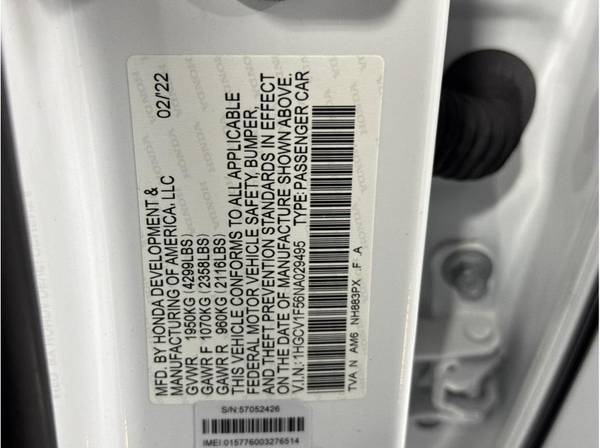 MFD. BY HONDA DEVELOPMENT & 02/'22
MANUFACTURING OF AMERICA, LLC
GVWR 1950KG (4299LBS)
GAWR F 1070KG (2358LBS)
GAWR R 960KG (2116LBS)
THIS VEHICLE CONFORMS TO ALL APPLICABLE
FEDERAL MOTOR VEHICLE SAFETY, BUMPER,
AND THEFT PREVENTION STANDARDS IN EFFECT
ON THE DATE OF MANUFACTURE SHOWN ABOVE.
V.I.N.:1HGCV1F56NA029495 TYPE:PASSENGER CAR
TVA N AM6 NH883PX F A
S/N:57052426
IMEI:015776003276514